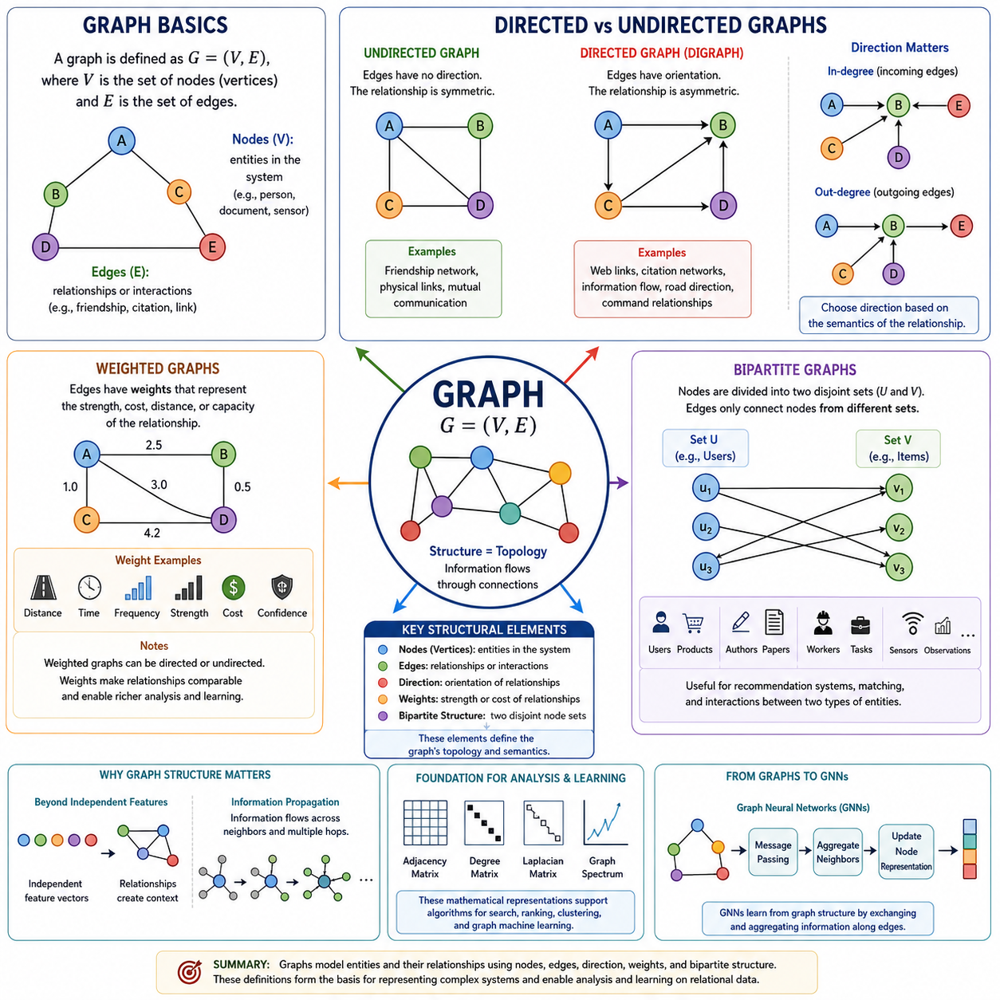 GRAPH BASICS
A graph is defined as G = (V, E),
where V is the set of nodes (vertices)
and E is the set of edges.
A
B
C
D
E
Nodes (V):
entities in the
system
(e.g., person,
document, sensor)
Edges (E):
relationships or interactions
(e.g., friendship, citation, link)
DIRECTED vs UNDIRECTED GRAPHS
UNDIRECTED GRAPH
Edges have no direction.
The relationship is symmetric.
A
B
C
D
Examples
Friendship network,
physical links, mutual
communication
DIRECTED GRAPH (DIGRAPH)
Edges have orientation.
The relationship is asymmetric.
A
B
C
D
Examples
Web links, citation networks,
information flow, road direction,
command relationships
Direction Matters
In-degree (incoming edges)
A
B
E
C
D
Out-degree (outgoing edges)
A
B
E
C
D
Choose direction based on
the semantics of the relationship.
WEIGHTED GRAPHS
Edges have weights that represent
the strength, cost, distance, or capacity
of the relationship.
A
2.5
B
1.0
3.0
0.5
C
4.2
D
Weight Examples
Distance
Time
Frequency
Strength
$
Cost
Confidence
Notes
Weighted graphs can be directed or undirected.
Weights make relationships comparable
and enable richer analysis and learning.
GRAPH
G = (V, E)
Structure = Topology
Information flows
through connections
KEY STRUCTURAL ELEMENTS
Nodes (Vertices): entities in the system
Edges: relationships or interactions
Direction: orientation of relationships
Weights: strength or cost of relationships
Bipartite Structure: two disjoint node sets
These elements define the
graph's topology and semantics.
BIPARTITE GRAPHS
Nodes are divided into two disjoint sets (U and V).
Edges only connect nodes from different sets.
Set U
(e.g., Users)
Set V
(e.g., Items)
u₁
v₁
u₂
v₂
u₃
v₃
Users Products
Authors Papers
Workers Tasks
Sensors Observations
...
Useful for recommendation systems, matching,
and interactions between two types of entities.
WHY GRAPH STRUCTURE MATTERS
Beyond Independent Features
Independent
feature vectors
Relationships
create context
Information Propagation
Information flows across
neighbors and multiple hops.
...
FOUNDATION FOR ANALYSIS & LEARNING
Adjacency
Matrix
Degree
Matrix
Laplacian
Matrix
Graph
Spectrum
These mathematical representations support
algorithms for search, ranking, clustering,
and graph machine learning.
FROM GRAPHS TO GNNs
Graph Neural Networks (GNNs)
Message
Passing
Aggregate
Neighbors
Update
Node
Representation
GNNs learn from graph structure by exchanging
and aggregating information along edges.
SUMMARY: Graphs model entities and their relationships using nodes, edges, direction, weights, and bipartite structure.
These definitions form the basis for representing complex systems and enable analysis and learning on relational data.